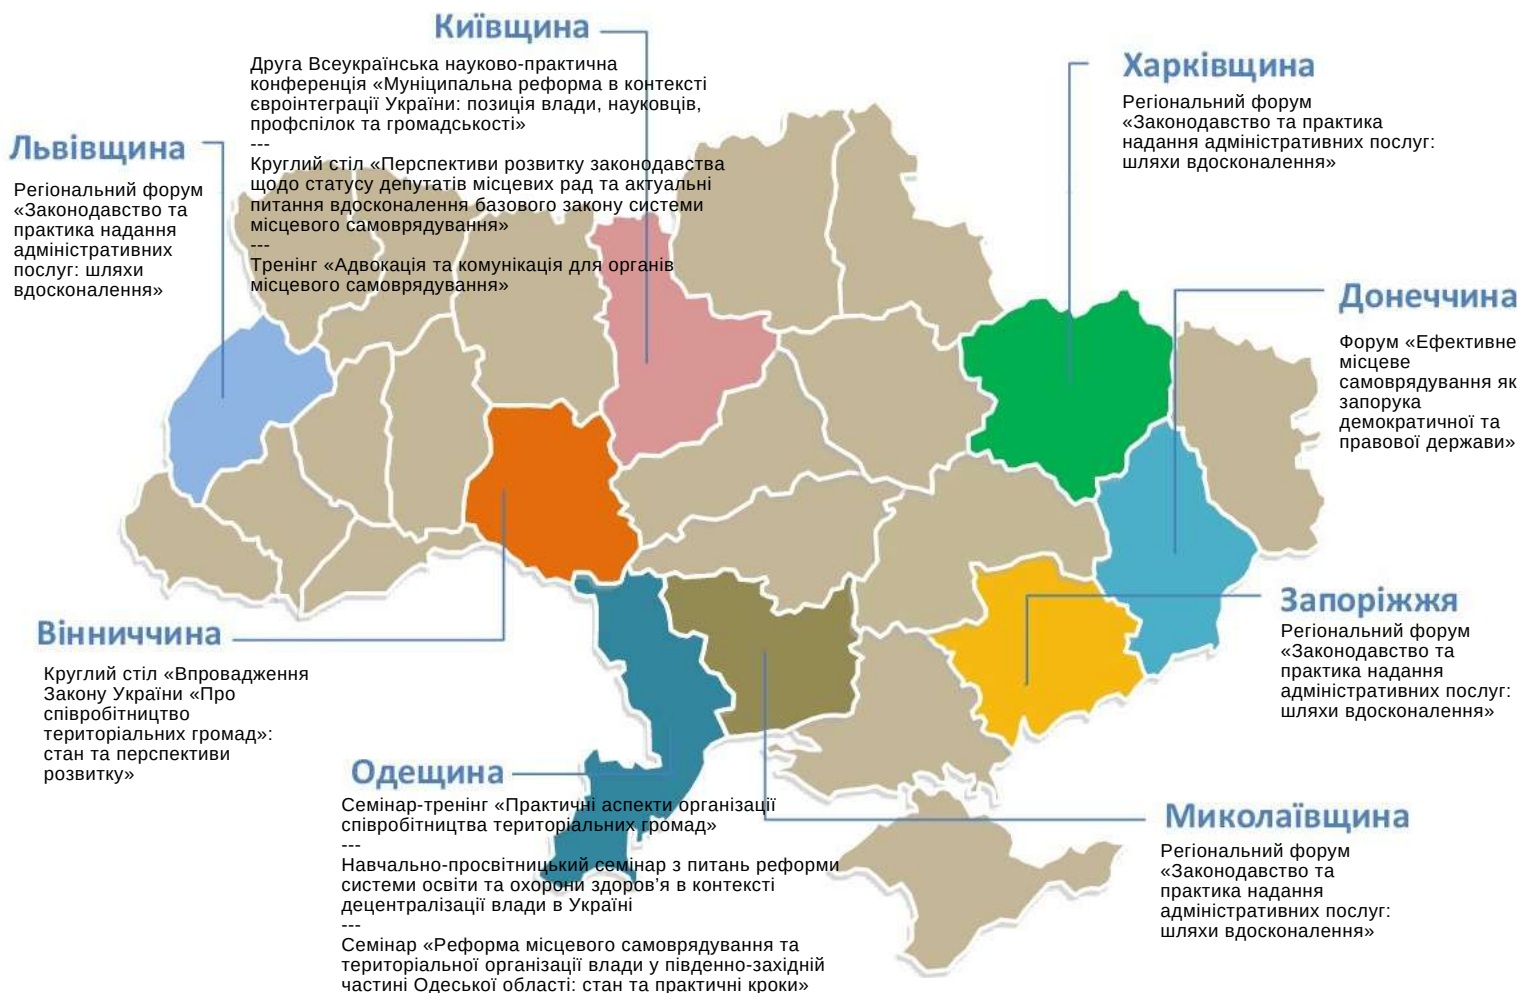 Київщина
Друга Всеукраїнська науково-практична
конференція «Муніципальна реформа в контексті
євроінтеграції України: позиція влади, науковців,
профспілок та громадськості»
---
Круглий стіл «Перспективи розвитку законодавства
щодо статусу депутатів місцевих рад та актуальні
питання вдосконалення базового закону системи
місцевого самоврядування»
---
Тренінг «Адвокація та комунікація для органів
місцевого самоврядування»
Харківщина
Регіональний форум
«Законодавство та практика
надання адміністративних послуг:
шляхи вдосконалення»
Львівщина
Регіональний форум
«Законодавство та
практика надання
адміністративних
послуг: шляхи
вдосконалення»
Донеччина
Форум «Ефективне
місцеве
самоврядування як
запорука
демократичної та
правової держави»
Запоріжжя
Регіональний форум
«Законодавство та
практика надання
адміністративних послуг:
шляхи вдосконалення»
Вінниччина
Круглий стіл «Впровадження
Закону України «Про
співробітництво
територіальних громад»:
стан та перспективи
розвитку»
Одещина
Семінар-тренінг «Практичні аспекти організації
співробітництва територіальних громад»
---
Навчально-просвітницький семінар з питань реформи
системи освіти та охорони здоров’я в контексті
децентралізації влади в Україні
---
Семінар «Реформа місцевого самоврядування та
територіальної організації влади у південно-західній
частині Одеської області: стан та практичні кроки»
Миколаївщина
Регіональний форум
«Законодавство та
практика надання
адміністративних послуг:
шляхи вдосконалення»